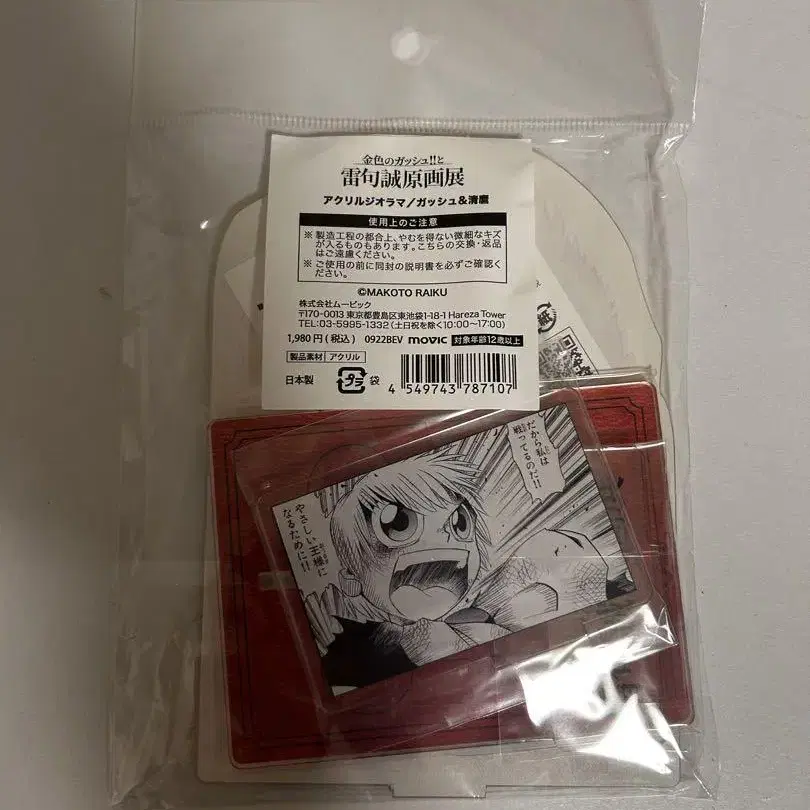 金色のガッシュ!!と
雷句誠原画展
アクリルジオラマ/ガッシュ&清麿
使用上のご注意
※製造工程の都合上、やむを得ない微細なキズ
が入るものもあります。こちらの交換・返品
はご遠慮ください。
※ご使用の前に同封の説明書を必ずご確認く
ださい。
©MAKOTO RAIKU
株式会社ムービック
〒170-0013 東京都豊島区東池袋1-18-1 Hareza Tower
TEL:03-5995-1332(土日祝を除く10:00~17:00)
1,980円(税込) 0922BEV movic 対象年齢12歳以上
製品素材 アクリル
日本製 プラ 袋
4 549743 787107
紙
だから私は
戦ってるのだ!!
やさしい王様に
なるために!!